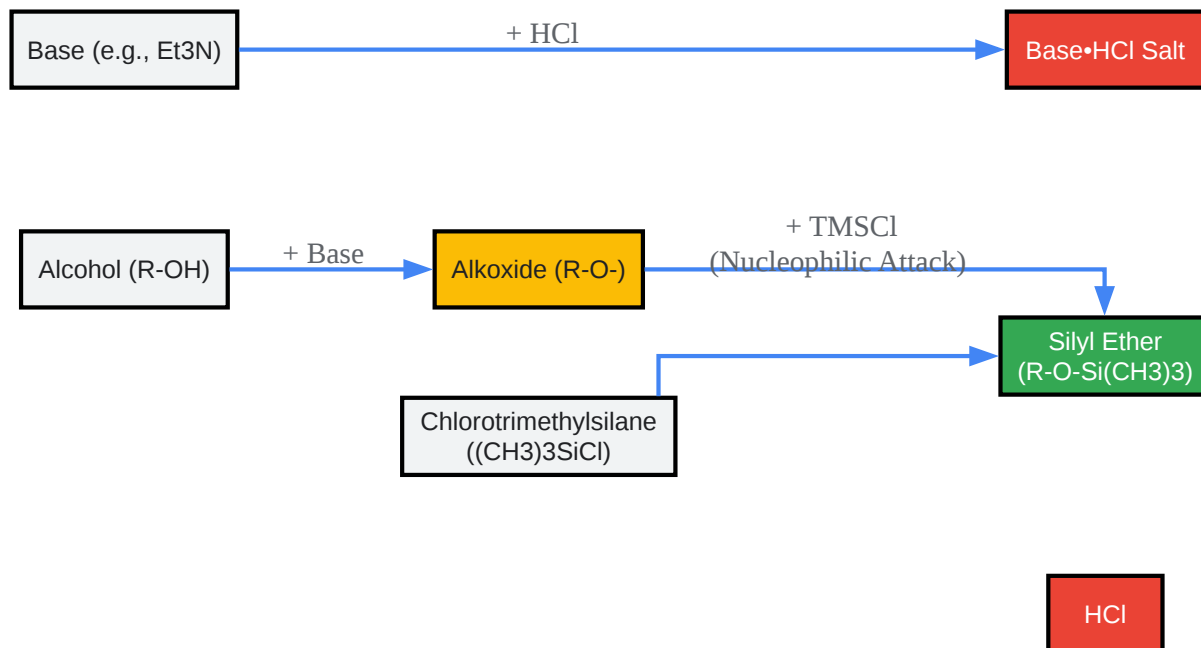 Base (e.g., Et3N)
+ HCl
Base•HCl Salt
Alcohol (R-OH)
+ Base
Alkoxide (R-O-)
+ TMSCl
(Nucleophilic Attack)
Silyl Ether
(R-O-Si(CH3)3)
Chlorotrimethylsilane
((CH3)3SiCl)
HCl